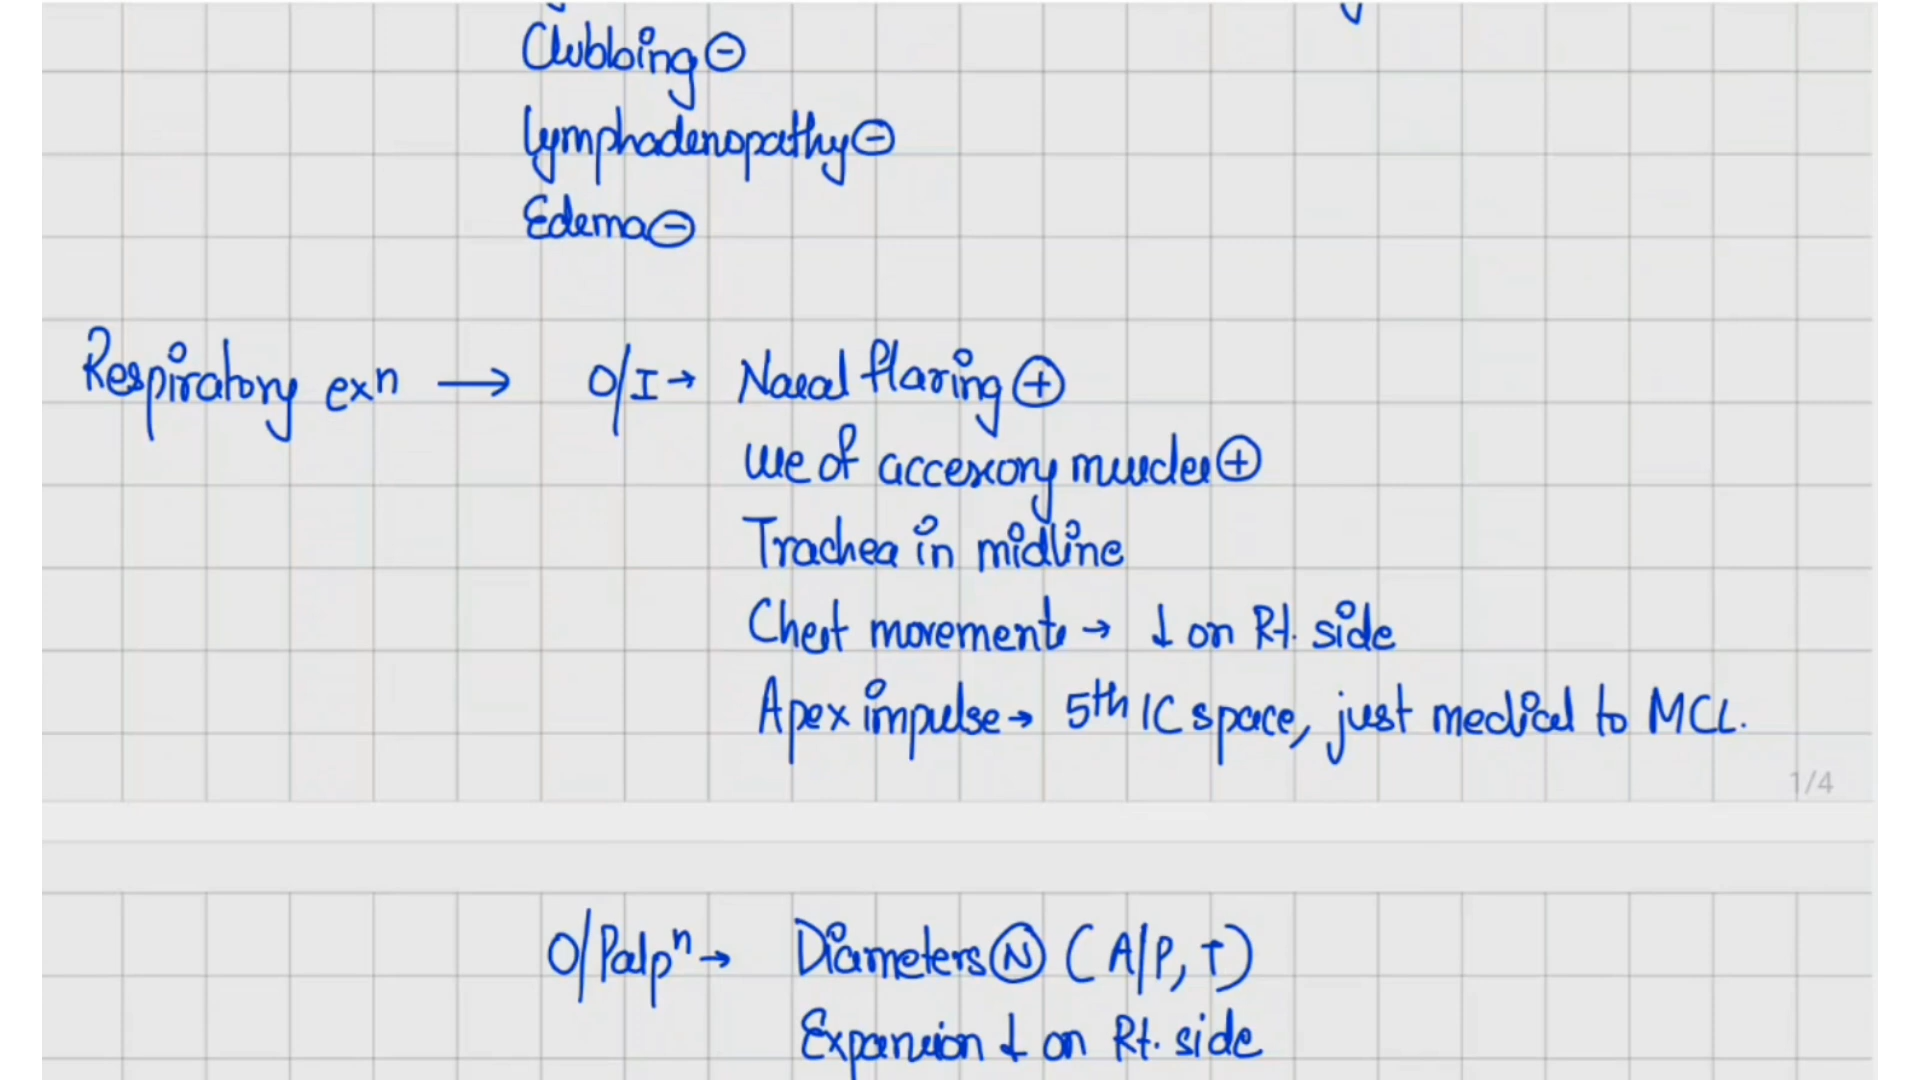 Clubbing ⊖
Lymphadenopathy ⊖
Edema ⊖
Respiratory exⁿ → O/I → Nasal flaring ⊕
use of accessory muscles ⊕
Trachea in midline
Chest movements → ↓ on Rt. side
Apex impulse → 5th IC space, just medical to MCL.
1/4
O/Palpⁿ → Diameters Ⓝ (A/P, T)
Expansion ↓ on Rt. side